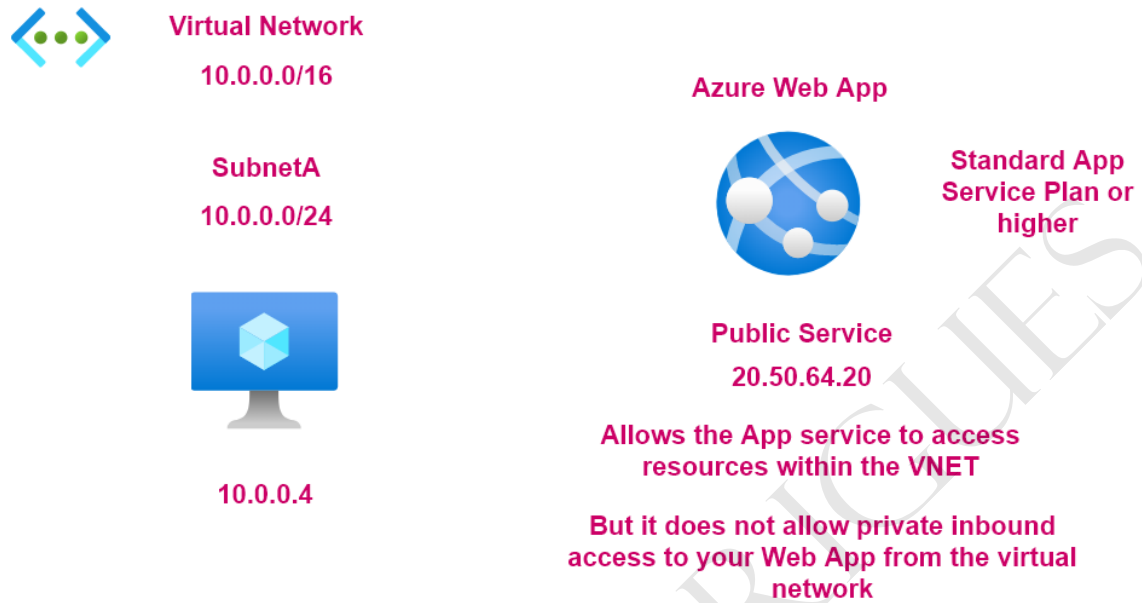 Virtual Network
10.0.0.0/16
SubnetA
10.0.0.0/24
10.0.0.4
Azure Web App
Standard App
Service Plan or
higher
Public Service
20.50.64.20
Allows the App service to access
resources within the VNET
But it does not allow private inbound
access to your Web App from the virtual
network